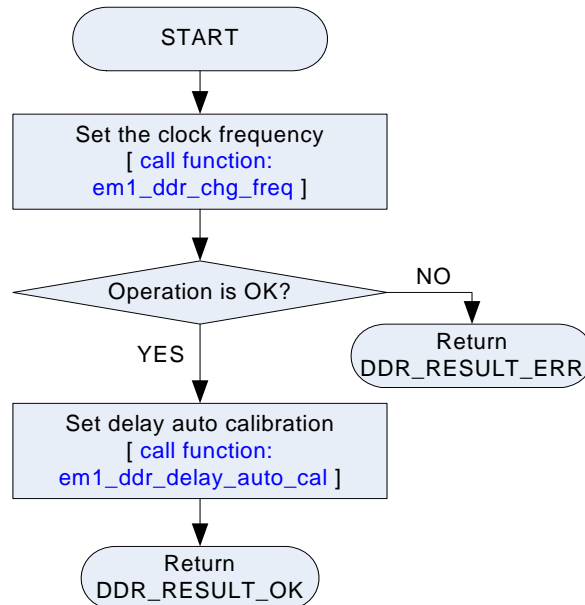 START
Set the clock frequency
[ call function:
em1_ddr_chg_freq ]
Operation is OK?
NO
Return
DDR_RESULT_ERR
YES
Set delay auto calibration
[ call function:
em1_ddr_delay_auto_cal ]
Return
DDR_RESULT_OK